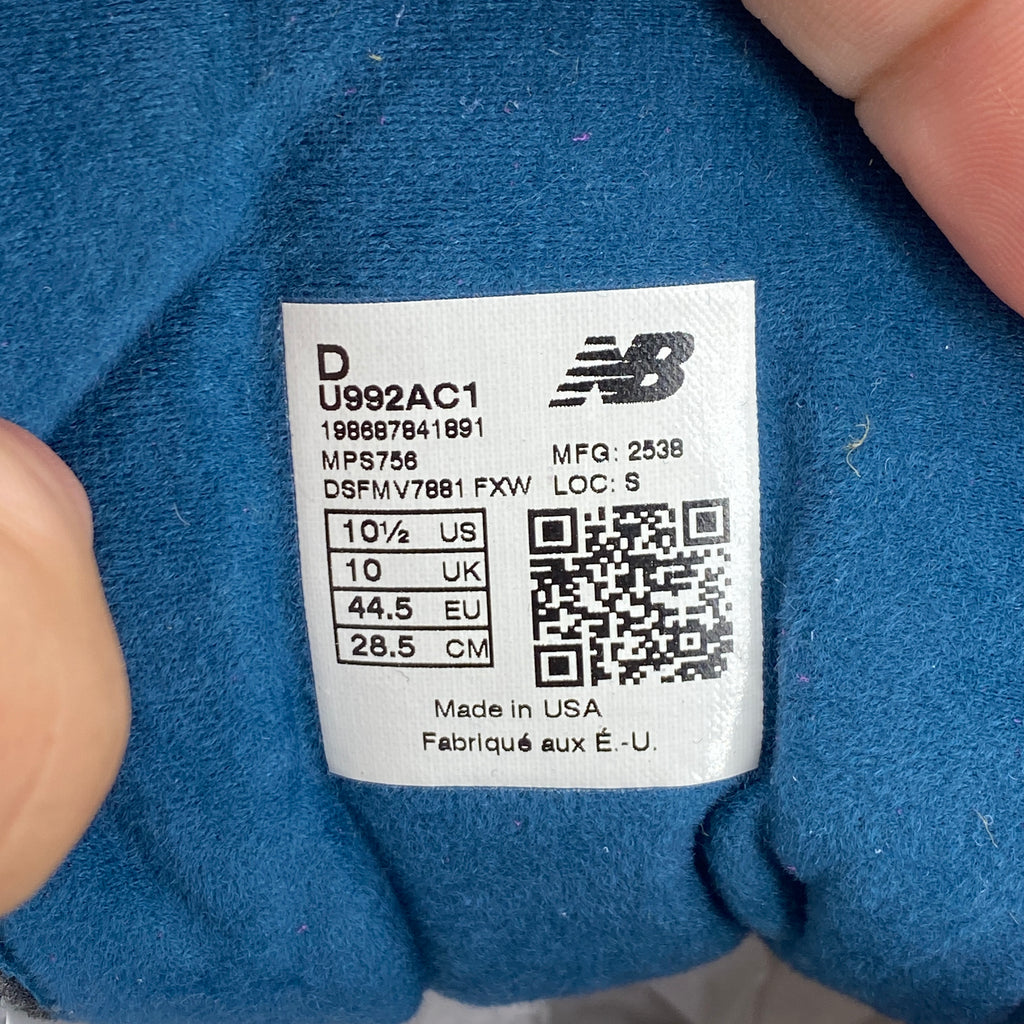 D
NB
U992AC1
198687841891
MPS756
MFG: 2538
DSFMV7881 FXW
LOC: S
10½ US
10 UK
44.5 EU
28.5 CM
Made in USA
Fabriqué aux É.-U.